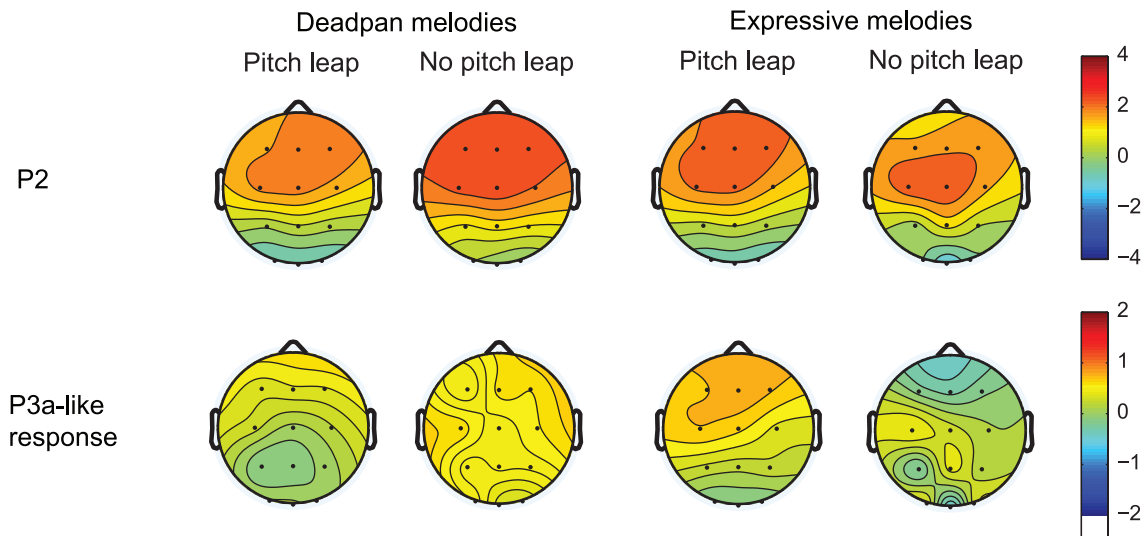 Deadpan melodies
Expressive melodies
Pitch leap
No pitch leap
Pitch leap
No pitch leap
P2
4
2
0
−2
−4
P3a-like
response
2
1
0
−1
−2